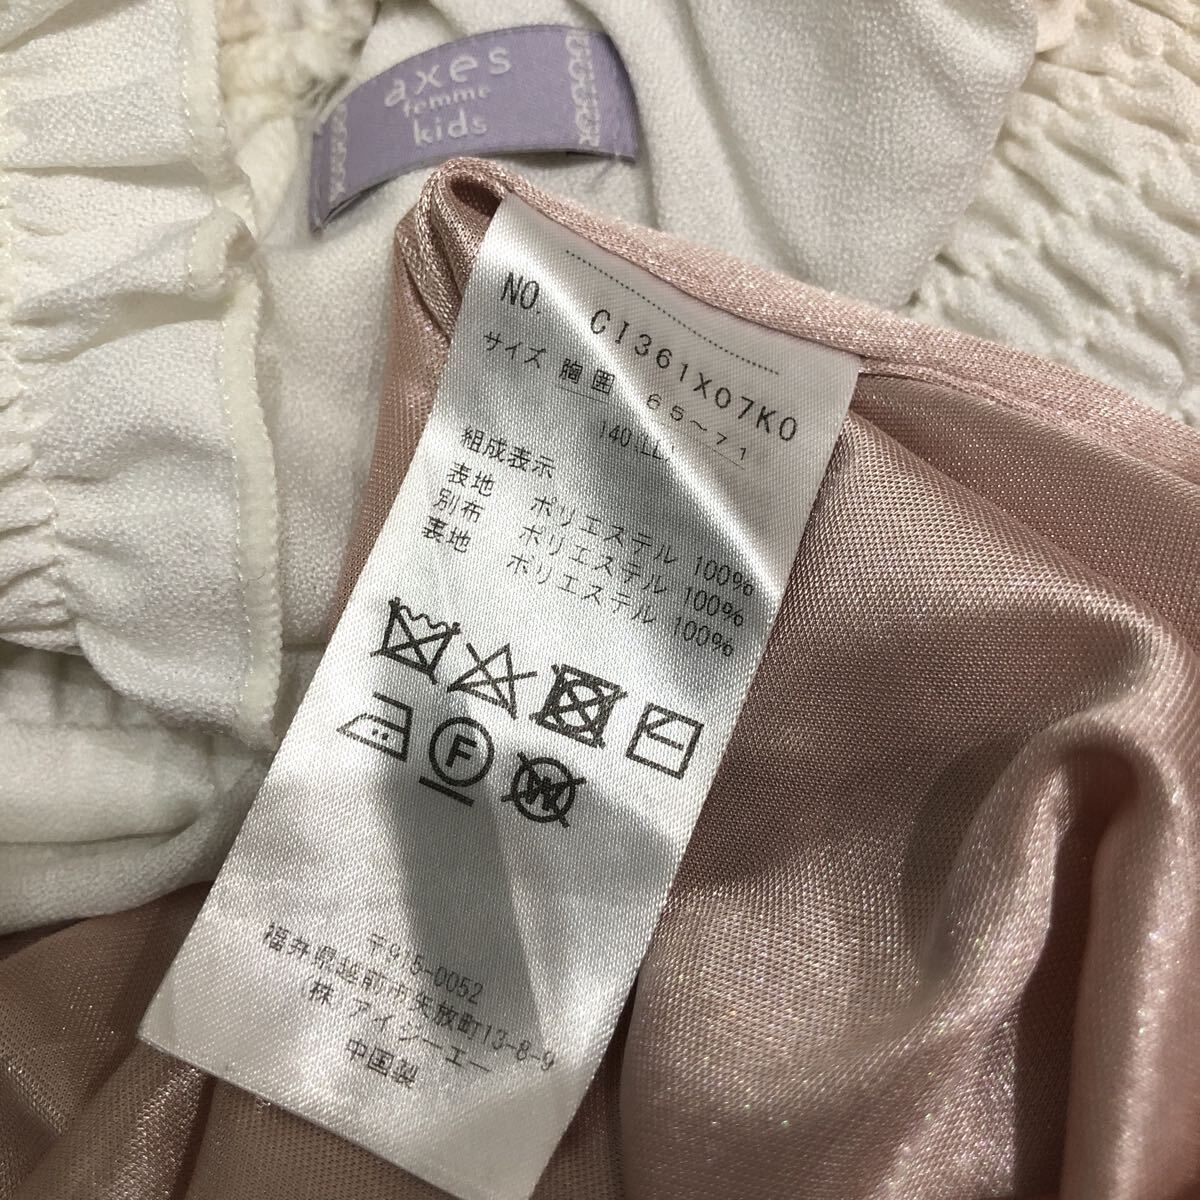 axes
femme
kids
NO. CI361X07K0
サイズ 胸囲 65～71
140(LL)
組成表示
表地 ポリエステル 100%
別布 ポリエステル 100%
裏地 ポリエステル 100%
F
W
〒915-0052
福井県越前市矢放町13-8-9
株) アイジーエー
中国製